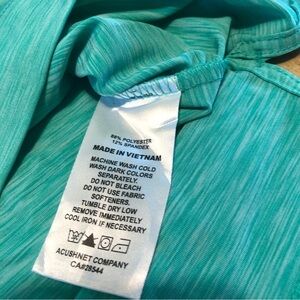 88% POLYESTER
12% SPANDEX
MADE IN VIETNAM
MACHINE WASH COLD
WASH DARK COLORS
SEPARATELY.
DO NOT BLEACH
DO NOT USE FABRIC
SOFTENERS.
TUMBLE DRY LOW
REMOVE IMMEDIATELY
COOL IRON IF NECESSARY
ACUSHNET COMPANY
CA#28544